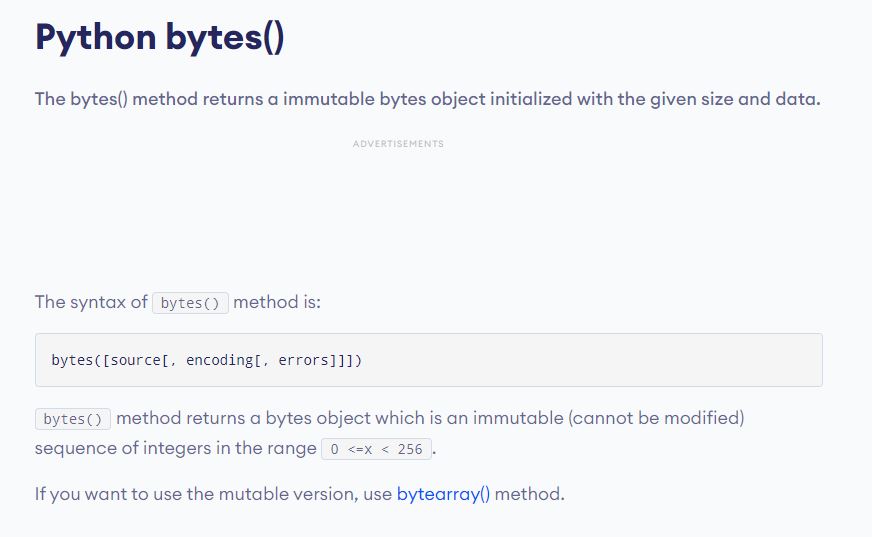 Python bytes()
The bytes() method returns a immutable bytes object initialized with the given size and data.
ADVERTISEMENTS
The syntax of bytes() method is:
bytes([source[, encoding[, errors]]])
bytes() method returns a bytes object which is an immutable (cannot be modified)
sequence of integers in the range 0 <=x < 256 .
If you want to use the mutable version, use bytearray() method.